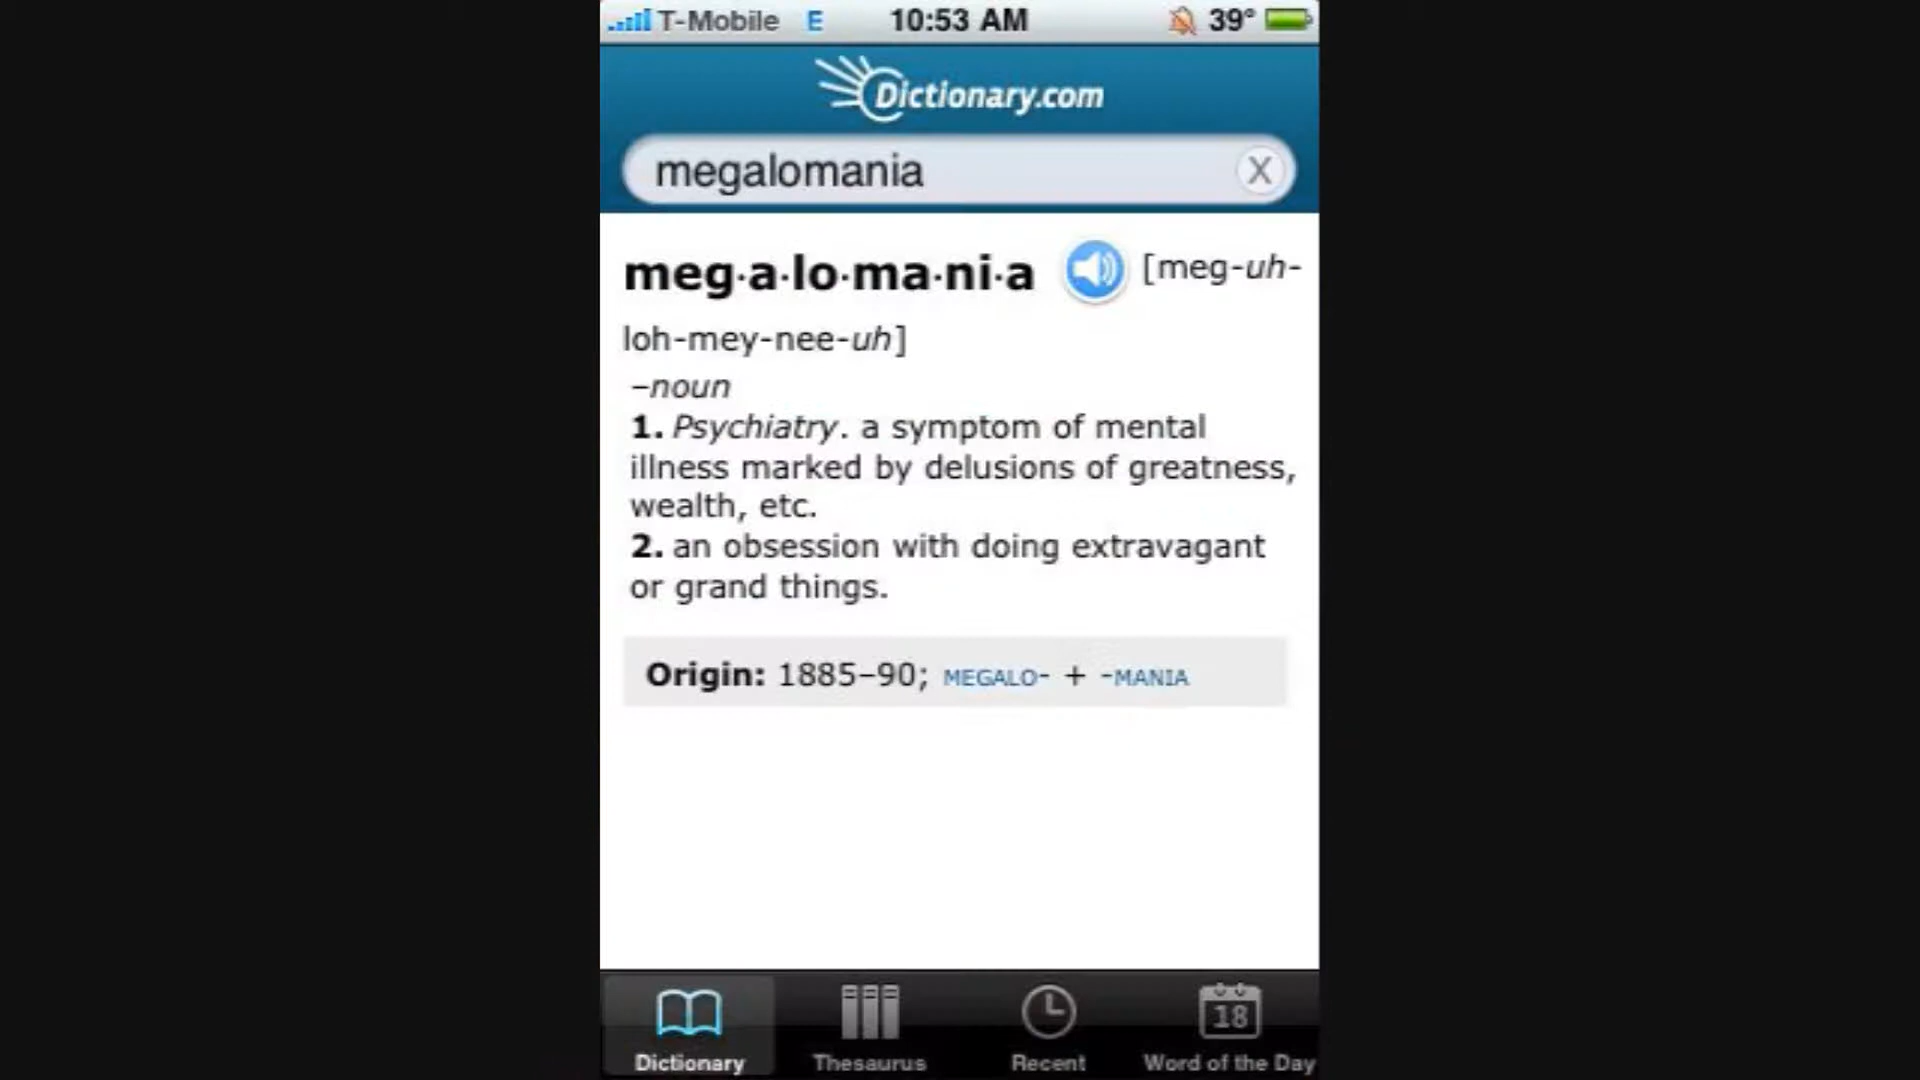 T-Mobile E 10:53 AM 39°
Dictionary.com
megalomania X
meg·a·lo·ma·ni·a [meg-uh-
loh-mey-nee-uh]
–noun
1. Psychiatry. a symptom of mental
illness marked by delusions of greatness,
wealth, etc.
2. an obsession with doing extravagant
or grand things.
Origin: 1885–90; MEGALO- + -MANIA
18
Dictionary Thesaurus Recent Word of the Day